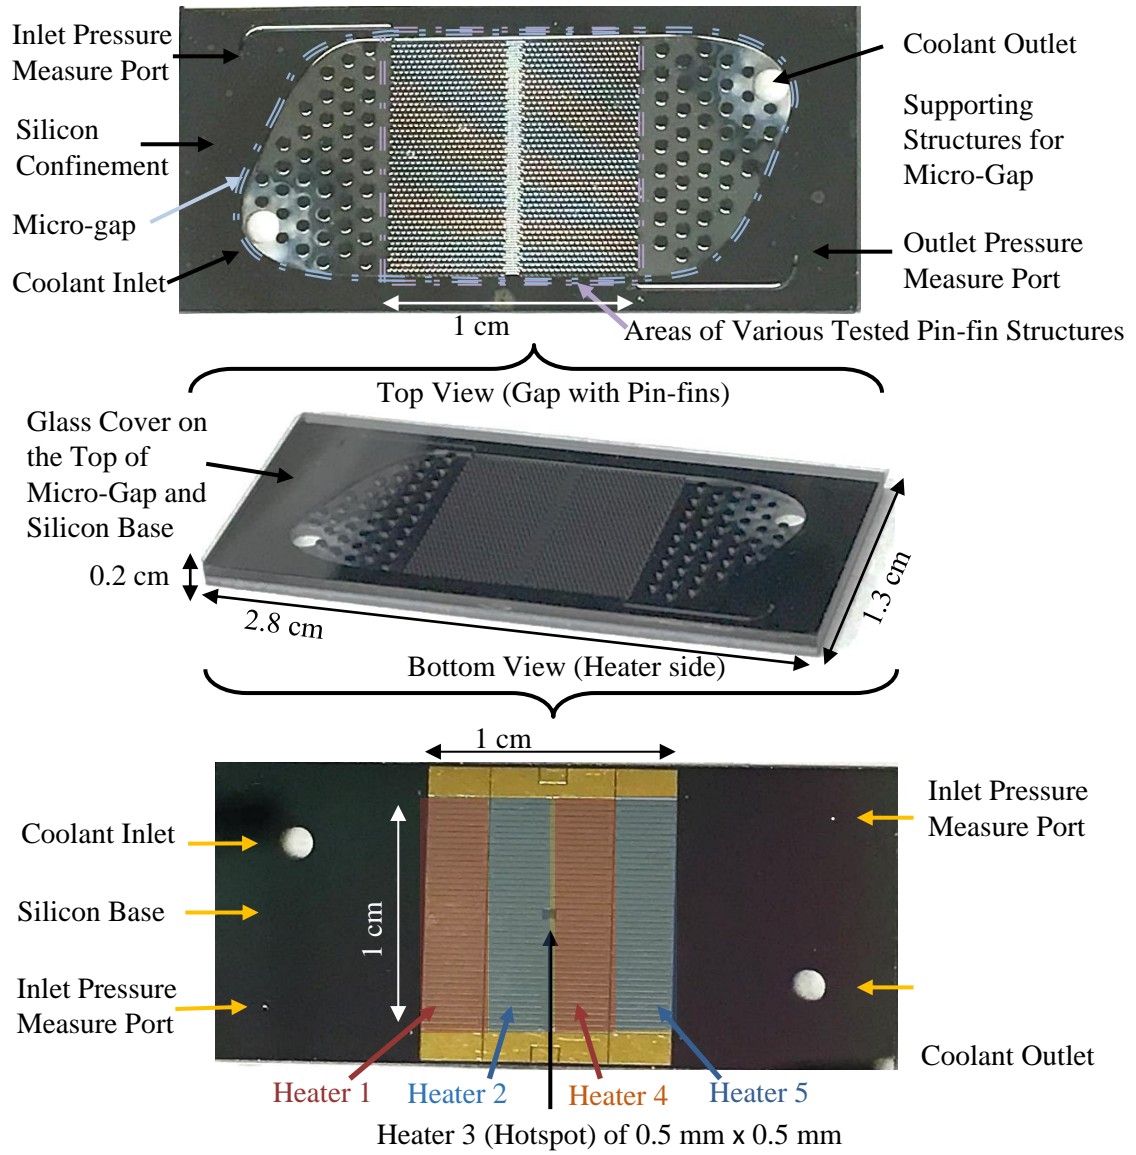 Inlet Pressure
Measure Port
Silicon
Confinement
Micro-gap
Coolant Inlet
Coolant Outlet
Supporting
Structures for
Micro-Gap
Outlet Pressure
Measure Port
1 cm
Areas of Various Tested Pin-fin Structures
Top View (Gap with Pin-fins)
Glass Cover on
the Top of
Micro-Gap and
Silicon Base
0.2 cm
2.8 cm
1.3 cm
Bottom View (Heater side)
1 cm
Coolant Inlet
Silicon Base
Inlet Pressure
Measure Port
1 cm
Inlet Pressure
Measure Port
Coolant Outlet
Heater 1
Heater 2
Heater 4
Heater 5
Heater 3 (Hotspot) of 0.5 mm x 0.5 mm